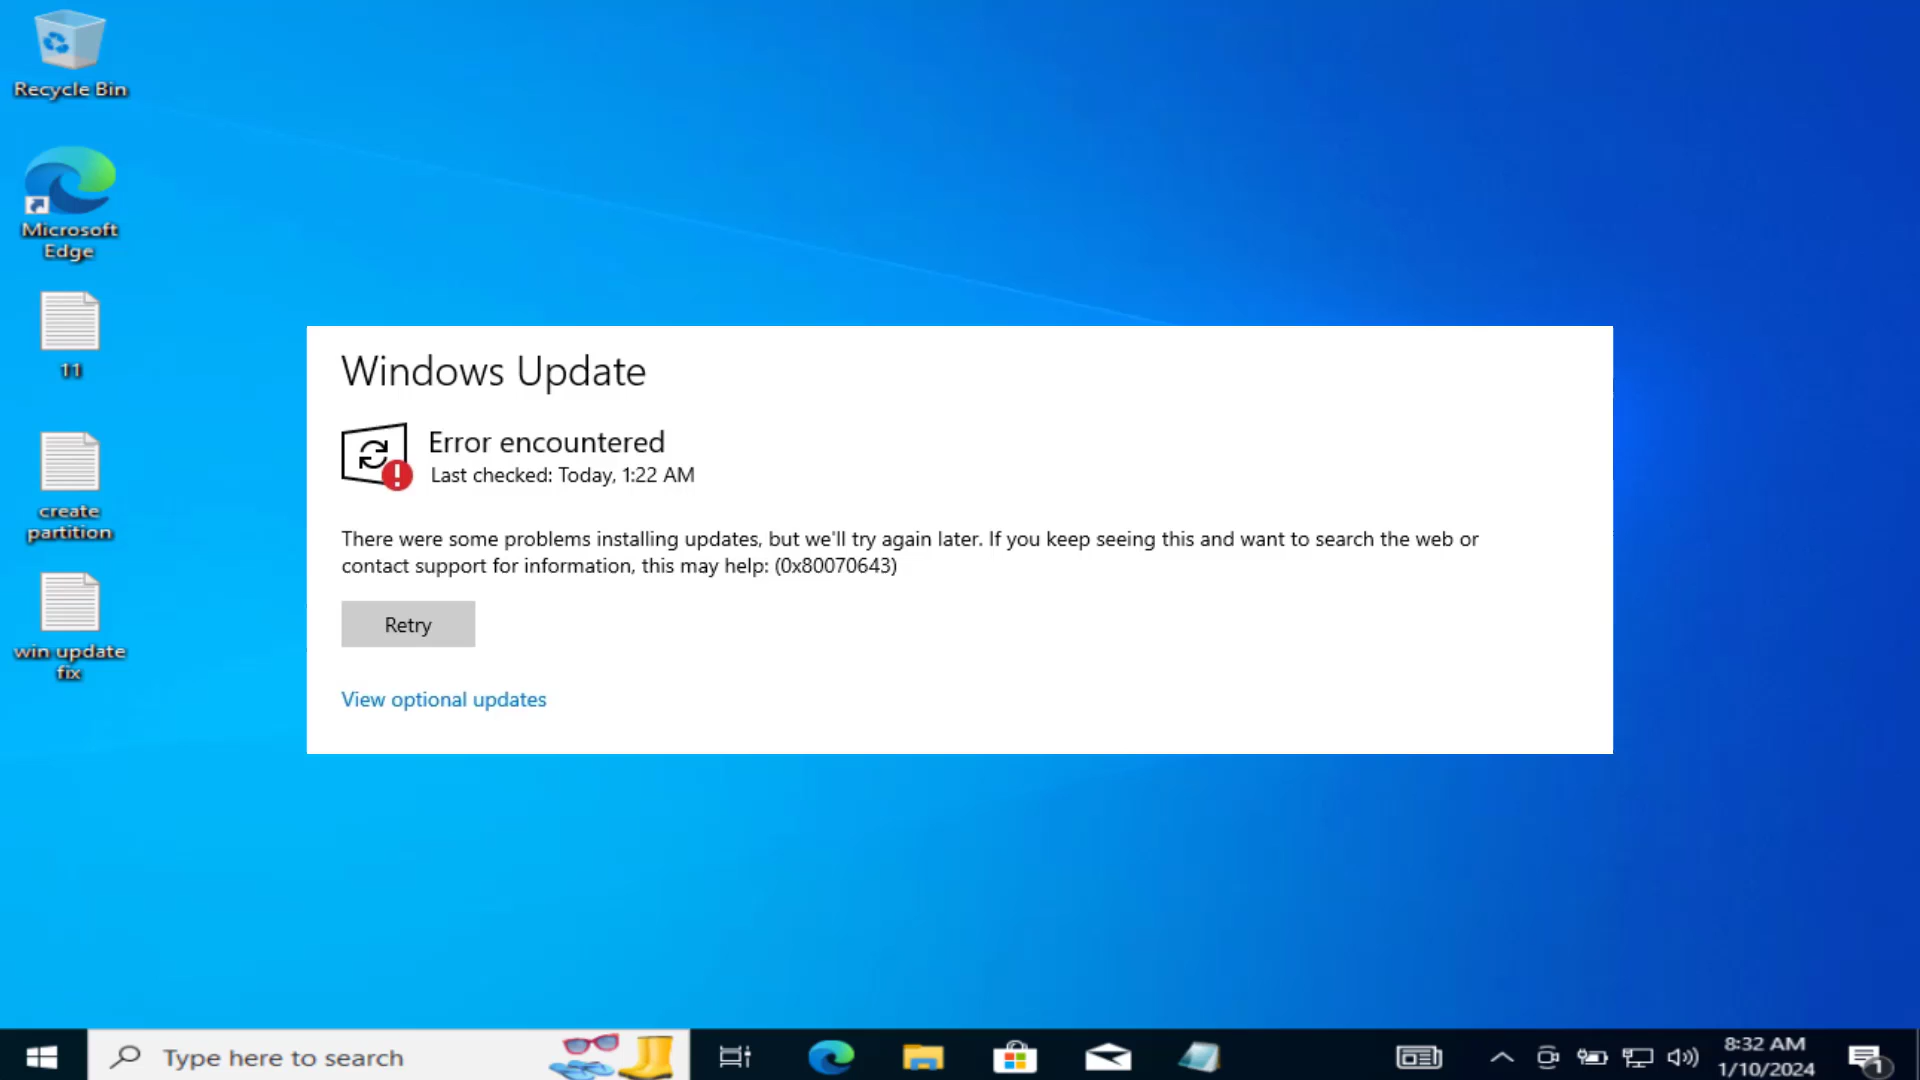 Recycle Bin
Microsoft
Edge
11
create
partition
win update
fix
Windows Update
Error encountered
Last checked: Today, 1:22 AM
There were some problems installing updates, but we'll try again later. If you keep seeing this and want to search the web or
contact support for information, this may help: (0x80070643)
Retry
View optional updates
Type here to search
8:32 AM
1/10/2024
1